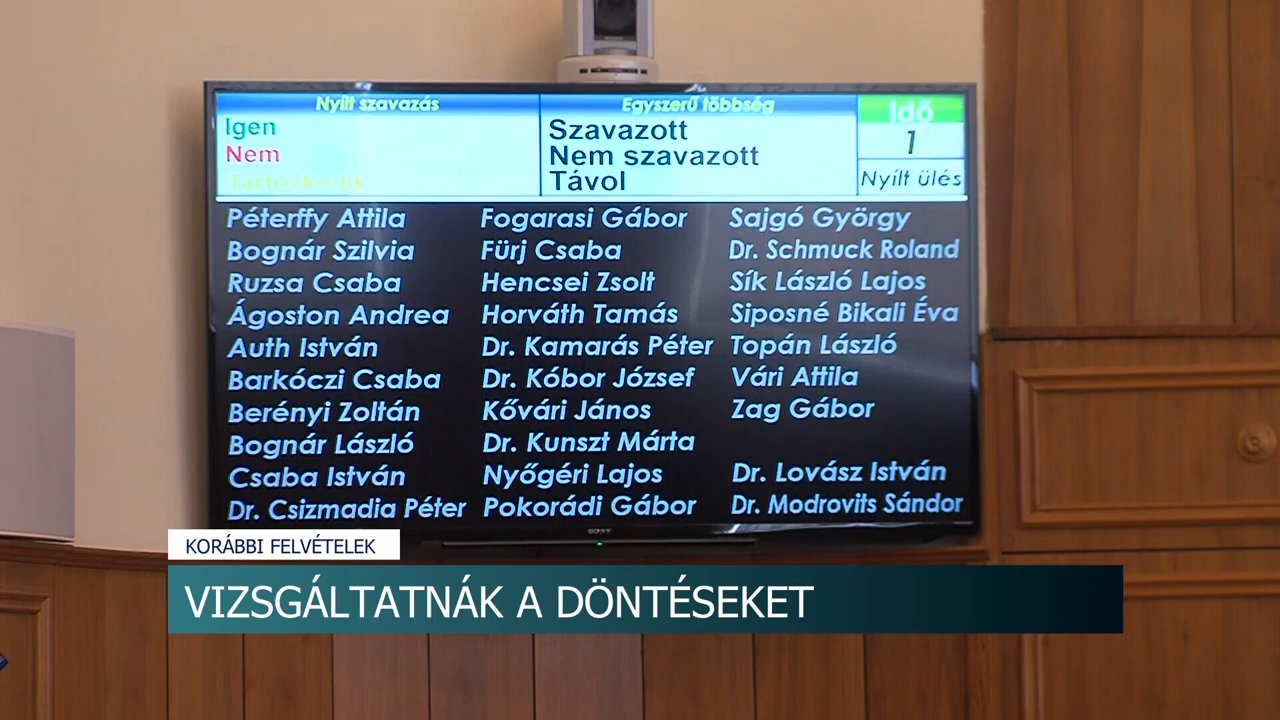 Nyílt szavazás
Egyszerű többség
Idő
Igen
Nem
Tartózkodik
Szavazott
Nem szavazott
Távol
1
Nyílt ülés
Péterffy Attila
Bognár Szilvia
Ruzsa Csaba
Ágoston Andrea
Auth István
Barkóczi Csaba
Berényi Zoltán
Bognár László
Csaba István
Dr. Csizmadia Péter
Fogarasi Gábor
Fürj Csaba
Hencsei Zsolt
Horváth Tamás
Dr. Kamarás Péter
Dr. Kóbor József
Kővári János
Dr. Kunszt Márta
Nyőgéri Lajos
Pokorádi Gábor
Sajgó György
Dr. Schmuck Roland
Sík László Lajos
Siposné Bikali Éva
Topán László
Vári Attila
Zag Gábor
Dr. Lovász István
Dr. Modrovits Sándor
SONY
KORÁBBI FELVÉTELEK
VIZSGÁLTATNÁK A DÖNTÉSEKET